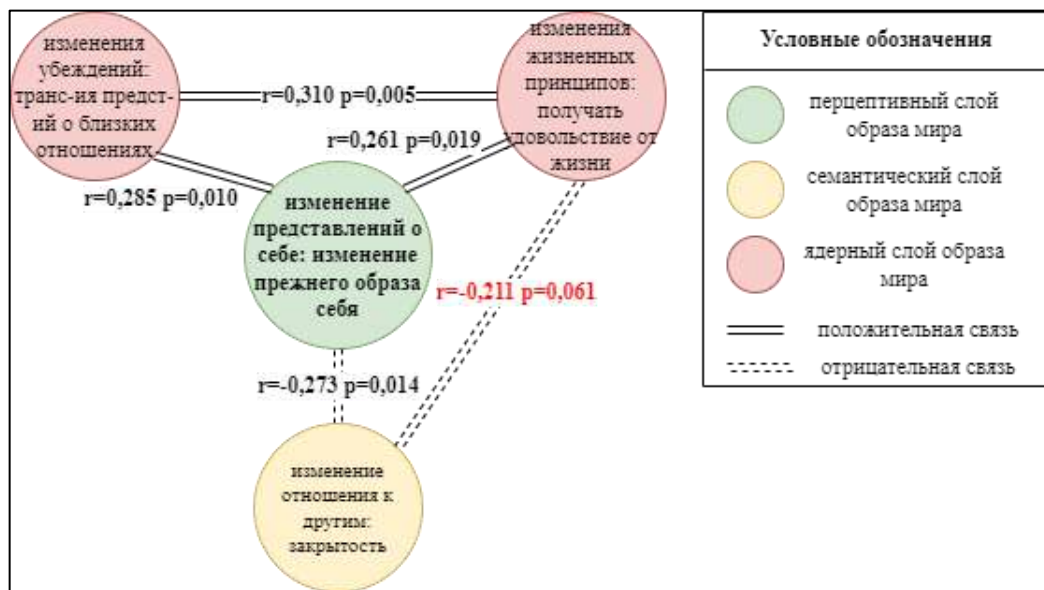 изменения
убеждений:
транс-ия предст-
ий о близких
отношениях
r=0,310 p=0,005
изменения
жизненных
принципов:
получать
удовольствие от
жизни
r=0,261 p=0,019
r=0,285 p=0,010
изменение
представлений о
себе: изменение
прежнего образа
себя
r=-0,211 p=0,061
r=-0,273 p=0,014
изменение
отношения к
другим:
закрытость
Условные обозначения
перцептивный слой
образа мира
семантический слой
образа мира
ядерный слой образа
мира
положительная связь
отрицательная связь